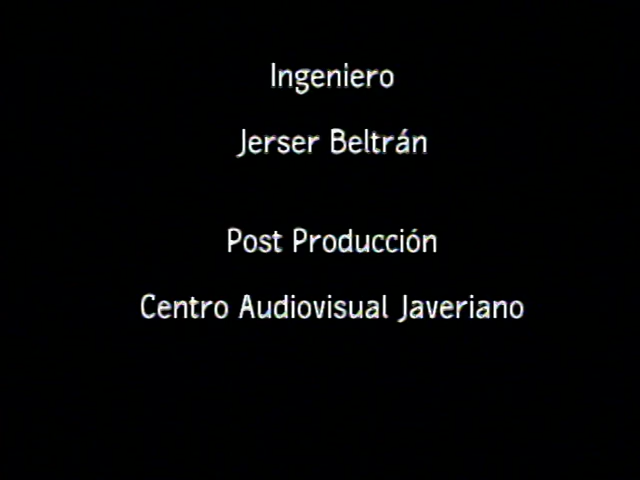 Ingeniero
Jerser Beltrán
Post Producción
Centro Audiovisual Javeriano